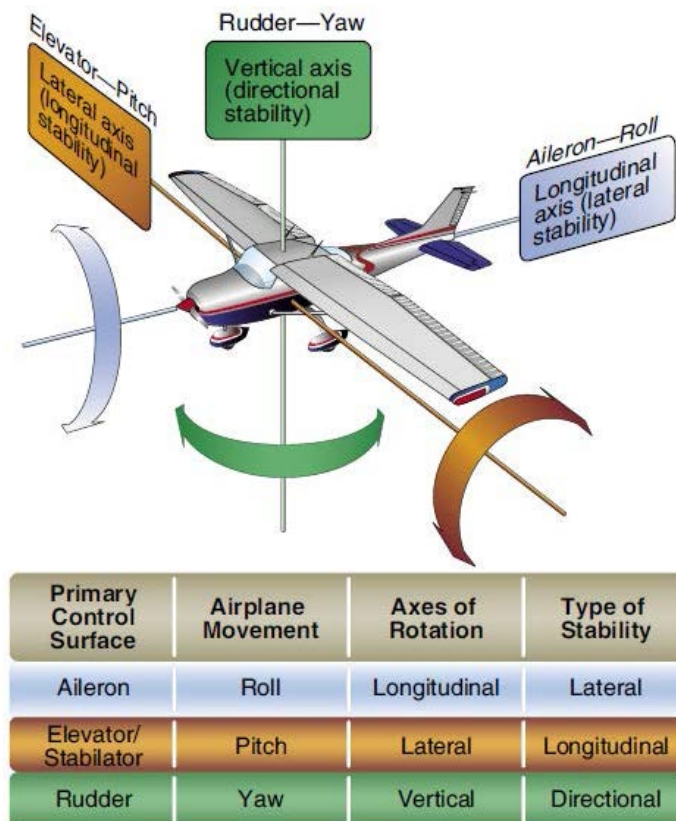 Elevator—Pitch
Lateral axis
(longitudinal
stability)
Rudder—Yaw
Vertical axis
(directional
stability)
Aileron—Roll
Longitudinal
axis (lateral
stability)
Primary
Control
Surface
Airplane
Movement
Axes of
Rotation
Type of
Stability
Aileron
Roll
Longitudinal
Lateral
Elevator/
Stabilator
Pitch
Lateral
Longitudinal
Rudder
Yaw
Vertical
Directional